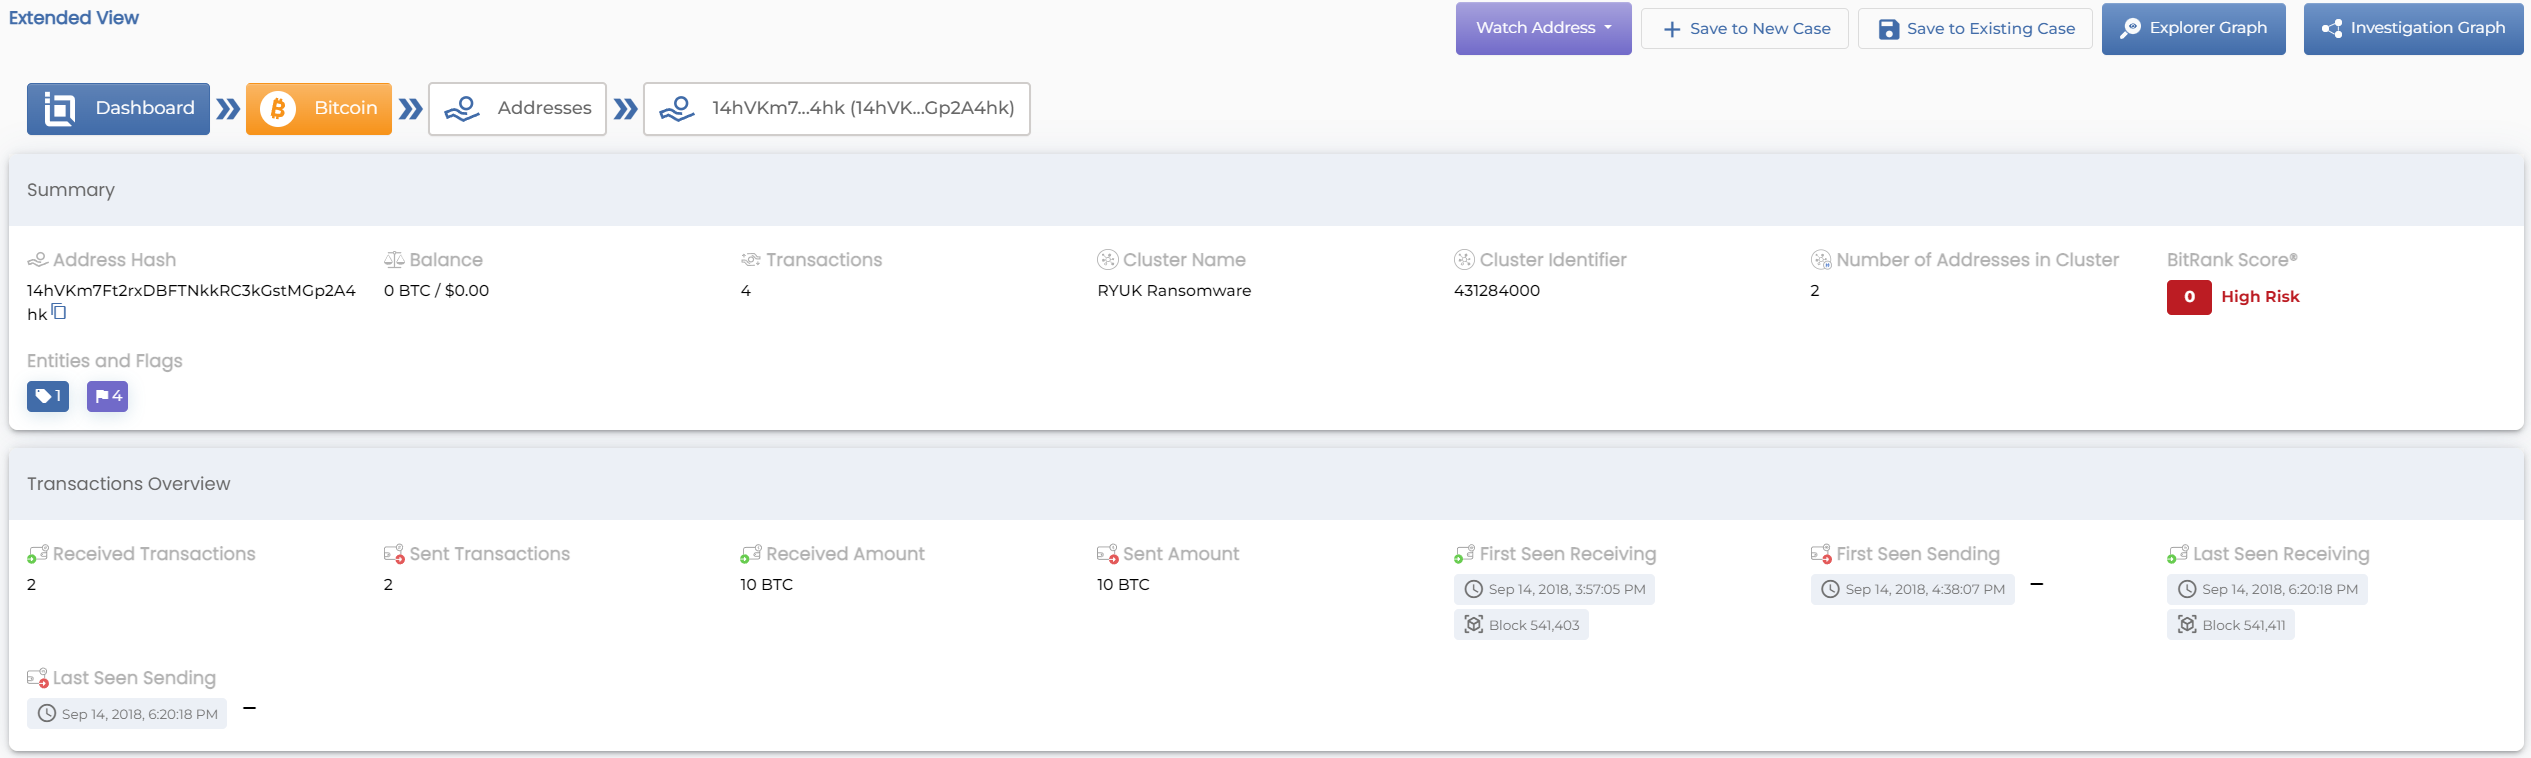 Extended View
Watch Address
Save to New Case
Save to Existing Case
Explorer Graph
Investigation Graph
Dashboard
Bitcoin
Addresses
14hVKm7...4hk (14hVK...Gp2A4hk)
Summary
Address Hash
14hVKm7Ft2rxDBFTNkkRC3kGstMGp2A4
hk
Balance
0 BTC / $0.00
Transactions
4
Cluster Name
RYUK Ransomware
Cluster Identifier
431284000
Number of Addresses in Cluster
2
BitRank Score®
0 High Risk
Entities and Flags
1
4
Transactions Overview
Received Transactions
2
Sent Transactions
2
Received Amount
10 BTC
Sent Amount
10 BTC
First Seen Receiving
Sep 14, 2018, 3:57:05 PM
Block 541,403
First Seen Sending
Sep 14, 2018, 4:38:07 PM –
Last Seen Receiving
Sep 14, 2018, 6:20:18 PM
Block 541,411
Last Seen Sending
Sep 14, 2018, 6:20:18 PM –